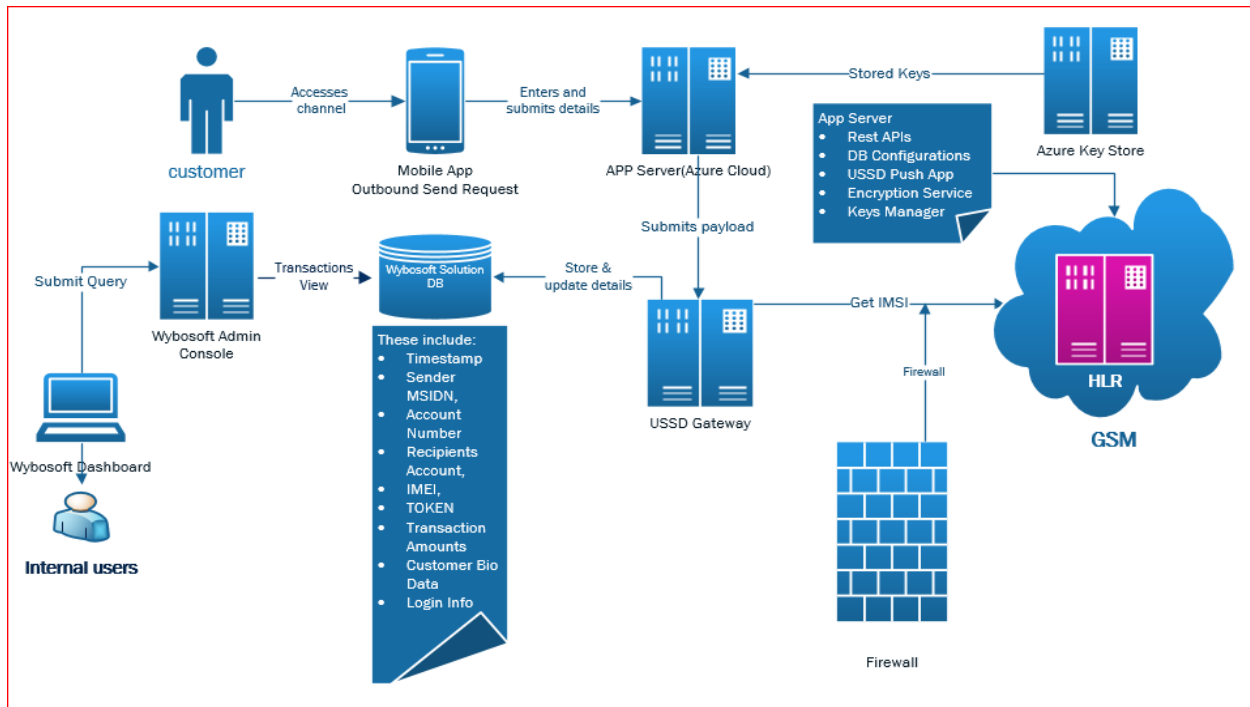 Accesses
channel
customer
Enters and
submits details
Mobile App
Outbound Send Request
APP Server(Azure Cloud)
Stored Keys
Azure Key Store
App Server
• Rest APIs
• DB Configurations
• USSD Push App
• Encryption Service
• Keys Manager
Submits payload
Submit Query
Wybosoft Admin
Console
Transactions
View
Wybosoft Solution
DB
Store &
update details
USSD Gateway
Get IMSI
Firewall
HLR
GSM
Wybosoft Dashboard
Internal users
These include:
• Timestamp
• Sender
MSIDN,
• Account
Number
• Recipients
Account,
• IMEI,
• TOKEN
• Transaction
Amounts
• Customer Bio
Data
• Login Info
Firewall